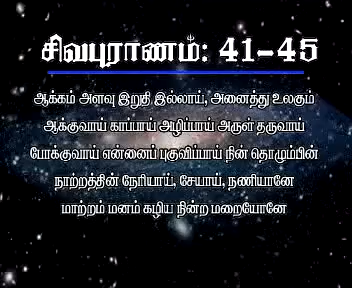 சிவபுராணம்: 41-45
ஆக்கம் அளவு இறுதி இல்லாய், அனைத்து உலகும்
ஆக்குவாய் காப்பாய் அழிப்பாய் அருள் தருவாய்
போக்குவாய் என்னைப் புகுவிப்பாய் நின் தொழும்பின்
நாற்றத்தின் நேரியாய், சேயாய், நணியானே
மாற்றம் மனம் கழிய நின்ற மறையோனே